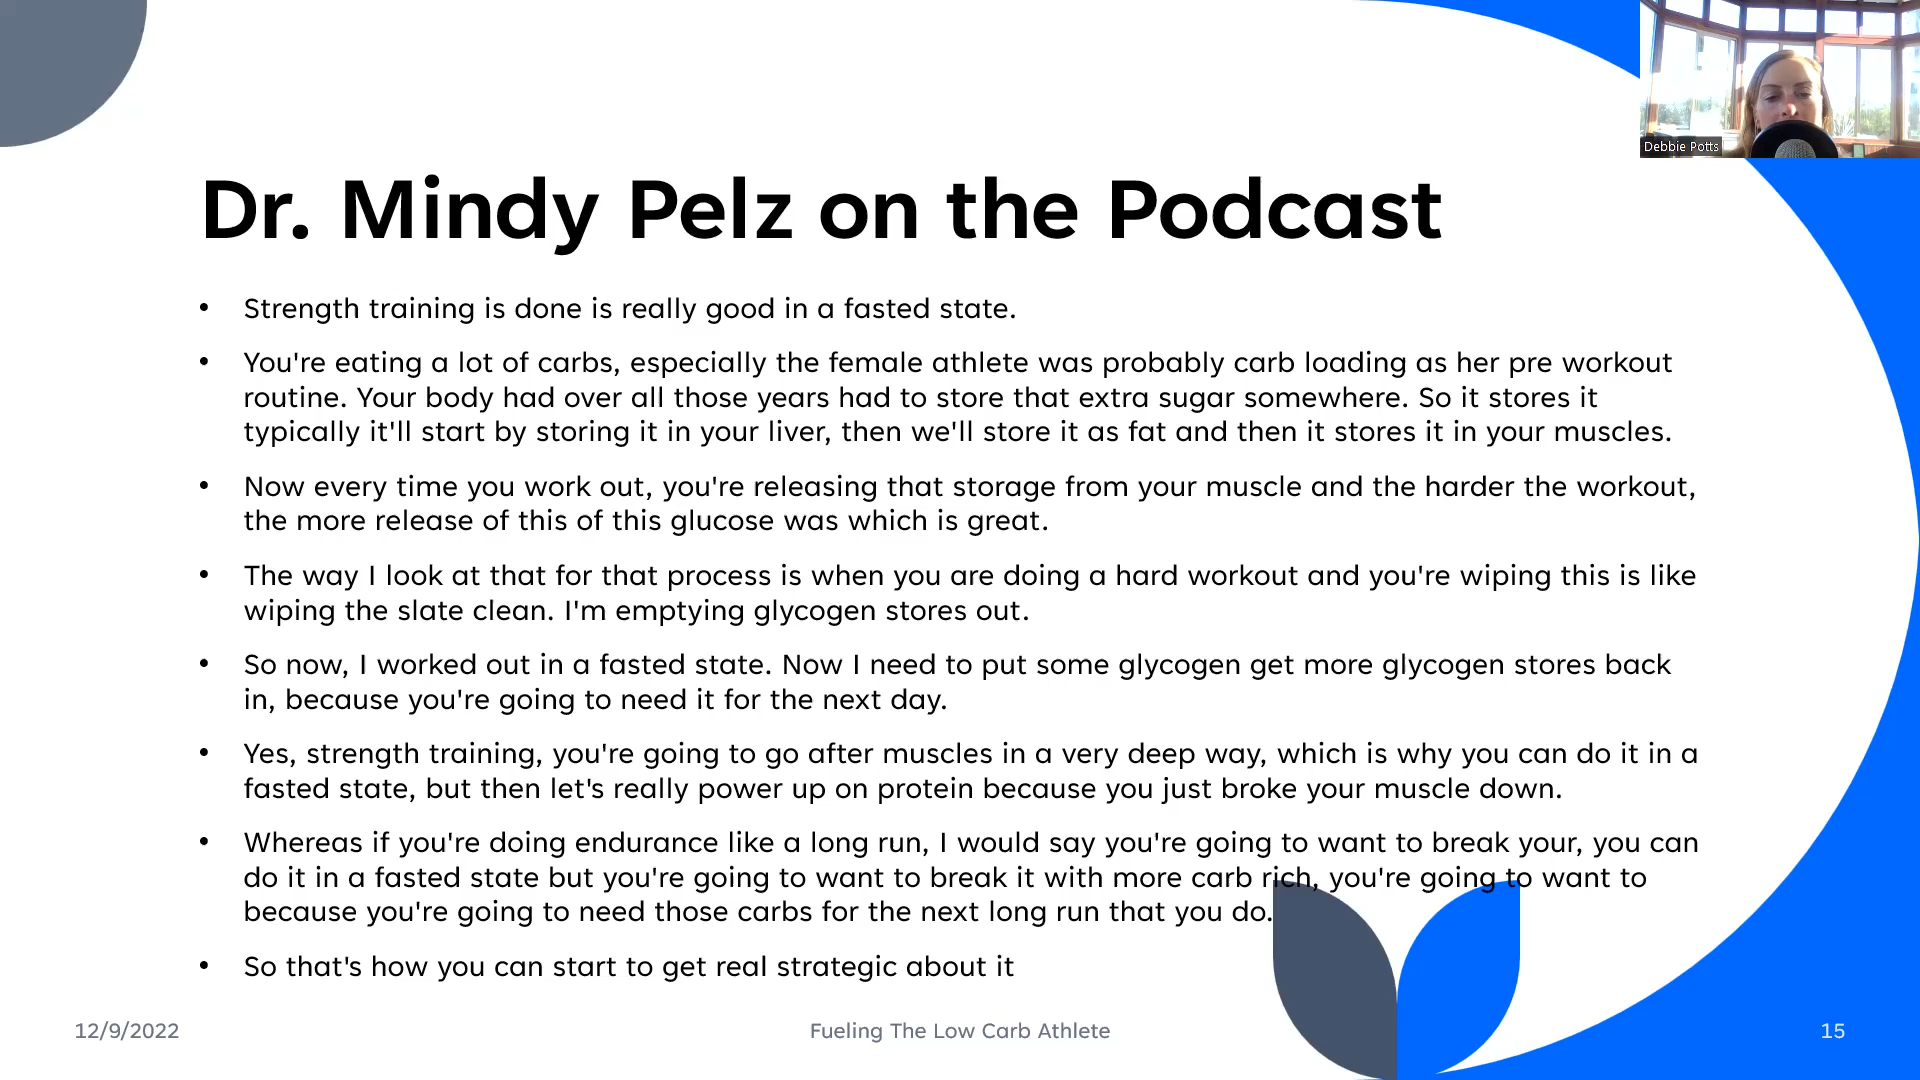 Debbie Potts
Dr. Mindy Pelz on the Podcast
• Strength training is done is really good in a fasted state.
• You're eating a lot of carbs, especially the female athlete was probably carb loading as her pre workout
routine. Your body had over all those years had to store that extra sugar somewhere. So it stores it
typically it'll start by storing it in your liver, then we'll store it as fat and then it stores it in your muscles.
• Now every time you work out, you're releasing that storage from your muscle and the harder the workout,
the more release of this of this glucose was which is great.
• The way I look at that for that process is when you are doing a hard workout and you're wiping this is like
wiping the slate clean. I'm emptying glycogen stores out.
• So now, I worked out in a fasted state. Now I need to put some glycogen get more glycogen stores back
in, because you're going to need it for the next day.
• Yes, strength training, you're going to go after muscles in a very deep way, which is why you can do it in a
fasted state, but then let's really power up on protein because you just broke your muscle down.
• Whereas if you're doing endurance like a long run, I would say you're going to want to break your, you can
do it in a fasted state but you're going to want to break it with more carb rich, you're going to want to
because you're going to need those carbs for the next long run that you do.
• So that's how you can start to get real strategic about it
12/9/2022
Fueling The Low Carb Athlete
15